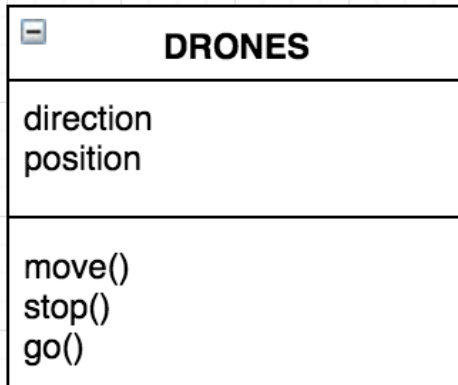 DRONES
direction
position
move()
stop()
go()